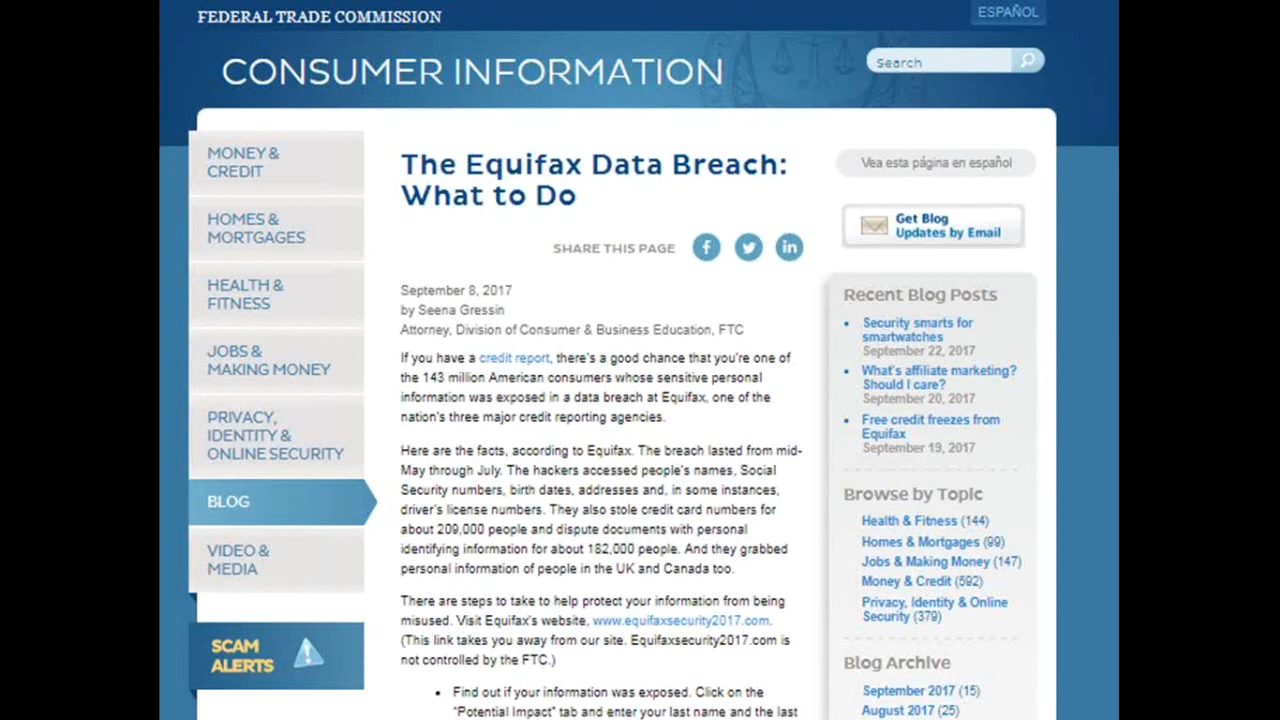 FEDERAL TRADE COMMISSION
ESPAÑOL
CONSUMER INFORMATION
Search
MONEY &
CREDIT
HOMES &
MORTGAGES
HEALTH &
FITNESS
JOBS &
MAKING MONEY
PRIVACY,
IDENTITY &
ONLINE SECURITY
BLOG
VIDEO &
MEDIA
SCAM
ALERTS
The Equifax Data Breach:
What to Do
SHARE THIS PAGE
September 8, 2017
by Seena Gressin
Attorney, Division of Consumer & Business Education, FTC
If you have a credit report, there's a good chance that you're one of
the 143 million American consumers whose sensitive personal
information was exposed in a data breach at Equifax, one of the
nation's three major credit reporting agencies.
Here are the facts, according to Equifax. The breach lasted from mid-
May through July. The hackers accessed people's names, Social
Security numbers, birth dates, addresses and, in some instances,
driver's license numbers. They also stole credit card numbers for
about 209,000 people and dispute documents with personal
identifying information for about 182,000 people. And they grabbed
personal information of people in the UK and Canada too.
There are steps to take to help protect your information from being
misused. Visit Equifax's website, www.equifaxsecurity2017.com.
(This link takes you away from our site. Equifaxsecurity2017.com is
not controlled by the FTC.)
• Find out if your information was exposed. Click on the
"Potential Impact" tab and enter your last name and the last
Vea esta página en español
Get Blog
Updates by Email
Recent Blog Posts
• Security smarts for
smartwatches
September 22, 2017
• What's affiliate marketing?
Should I care?
September 20, 2017
• Free credit freezes from
Equifax
September 19, 2017
Browse by Topic
Health & Fitness (144)
Homes & Mortgages (99)
Jobs & Making Money (147)
Money & Credit (592)
Privacy, Identity & Online
Security (379)
Blog Archive
September 2017 (15)
August 2017 (25)